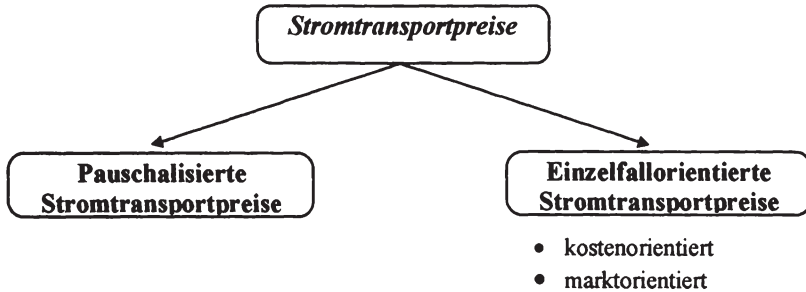 Stromtransportpreise
Pauschalisierte
Stromtransportpreise
Einzelfallorientierte
Stromtransportpreise
• kostenorientiert
• marktorientiert